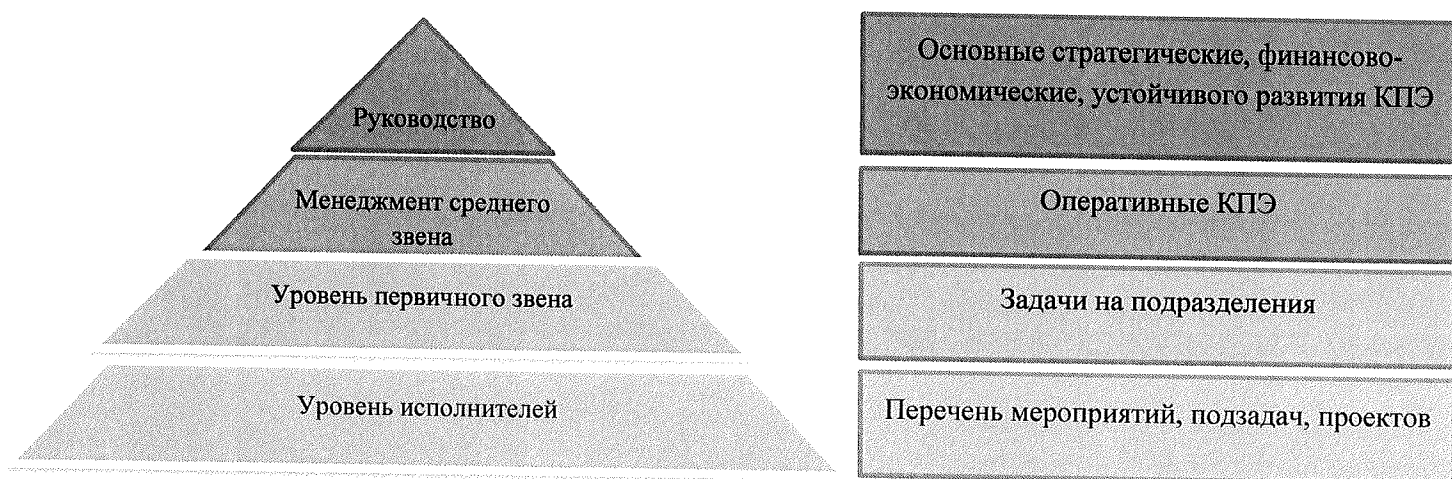 Руководство
Основные стратегические, финансово-
экономические, устойчивого развития КПЭ
Менеджмент среднего
звена
Оперативные КПЭ
Уровень первичного звена
Задачи на подразделения
Уровень исполнителей
Перечень мероприятий, подзадач, проектов